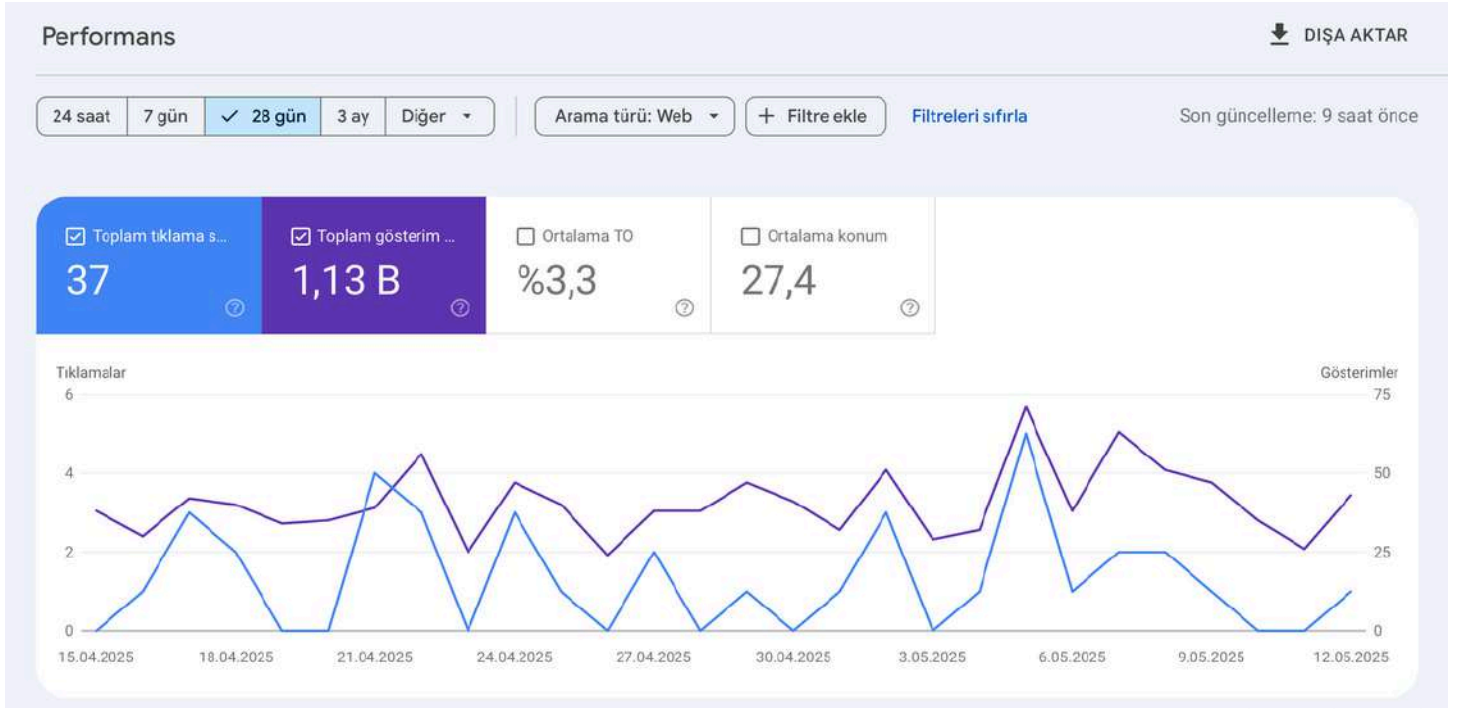 Performans
DIŞA AKTAR
24 saat 7 gün 28 gün 3 ay Diğer
Arama türü: Web
Filtre ekle
Filtreleri sıfırla
Son güncelleme: 9 saat önce
Toplam tıklama s...
37
Toplam gösterim ...
1,13 B
Ortalama TO
%3,3
Ortalama konum
27,4
Tıklamalar
Gösterimler
6
75
4
50
2
25
0
0
15.04.2025 18.04.2025 21.04.2025 24.04.2025 27.04.2025 30.04.2025 3.05.2025 6.05.2025 9.05.2025 12.05.2025